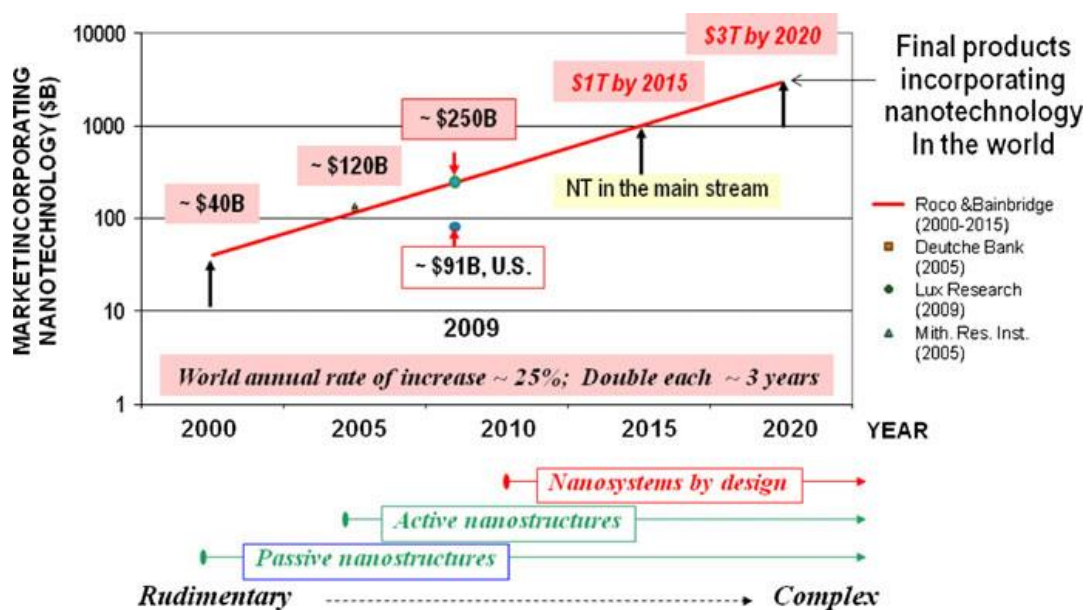 10000
1000
100
10
1
MARKETINCORPORATING
NANOTECHNOLOGY ($B)
~ $40B
~ $120B
~ $250B
~ $91B, U.S.
2009
$1T by 2015
$3T by 2020
NT in the main stream
World annual rate of increase ~ 25%; Double each ~ 3 years
2000 2005 2010 2015 2020 YEAR
Final products
incorporating
nanotechnology
In the world
Roco &Bainbridge
(2000-2015)
Deutche Bank
(2005)
Lux Research
(2009)
Mith. Res. Inst.
(2005)
Nanosystems by design
Active nanostructures
Passive nanostructures
Rudimentary Complex